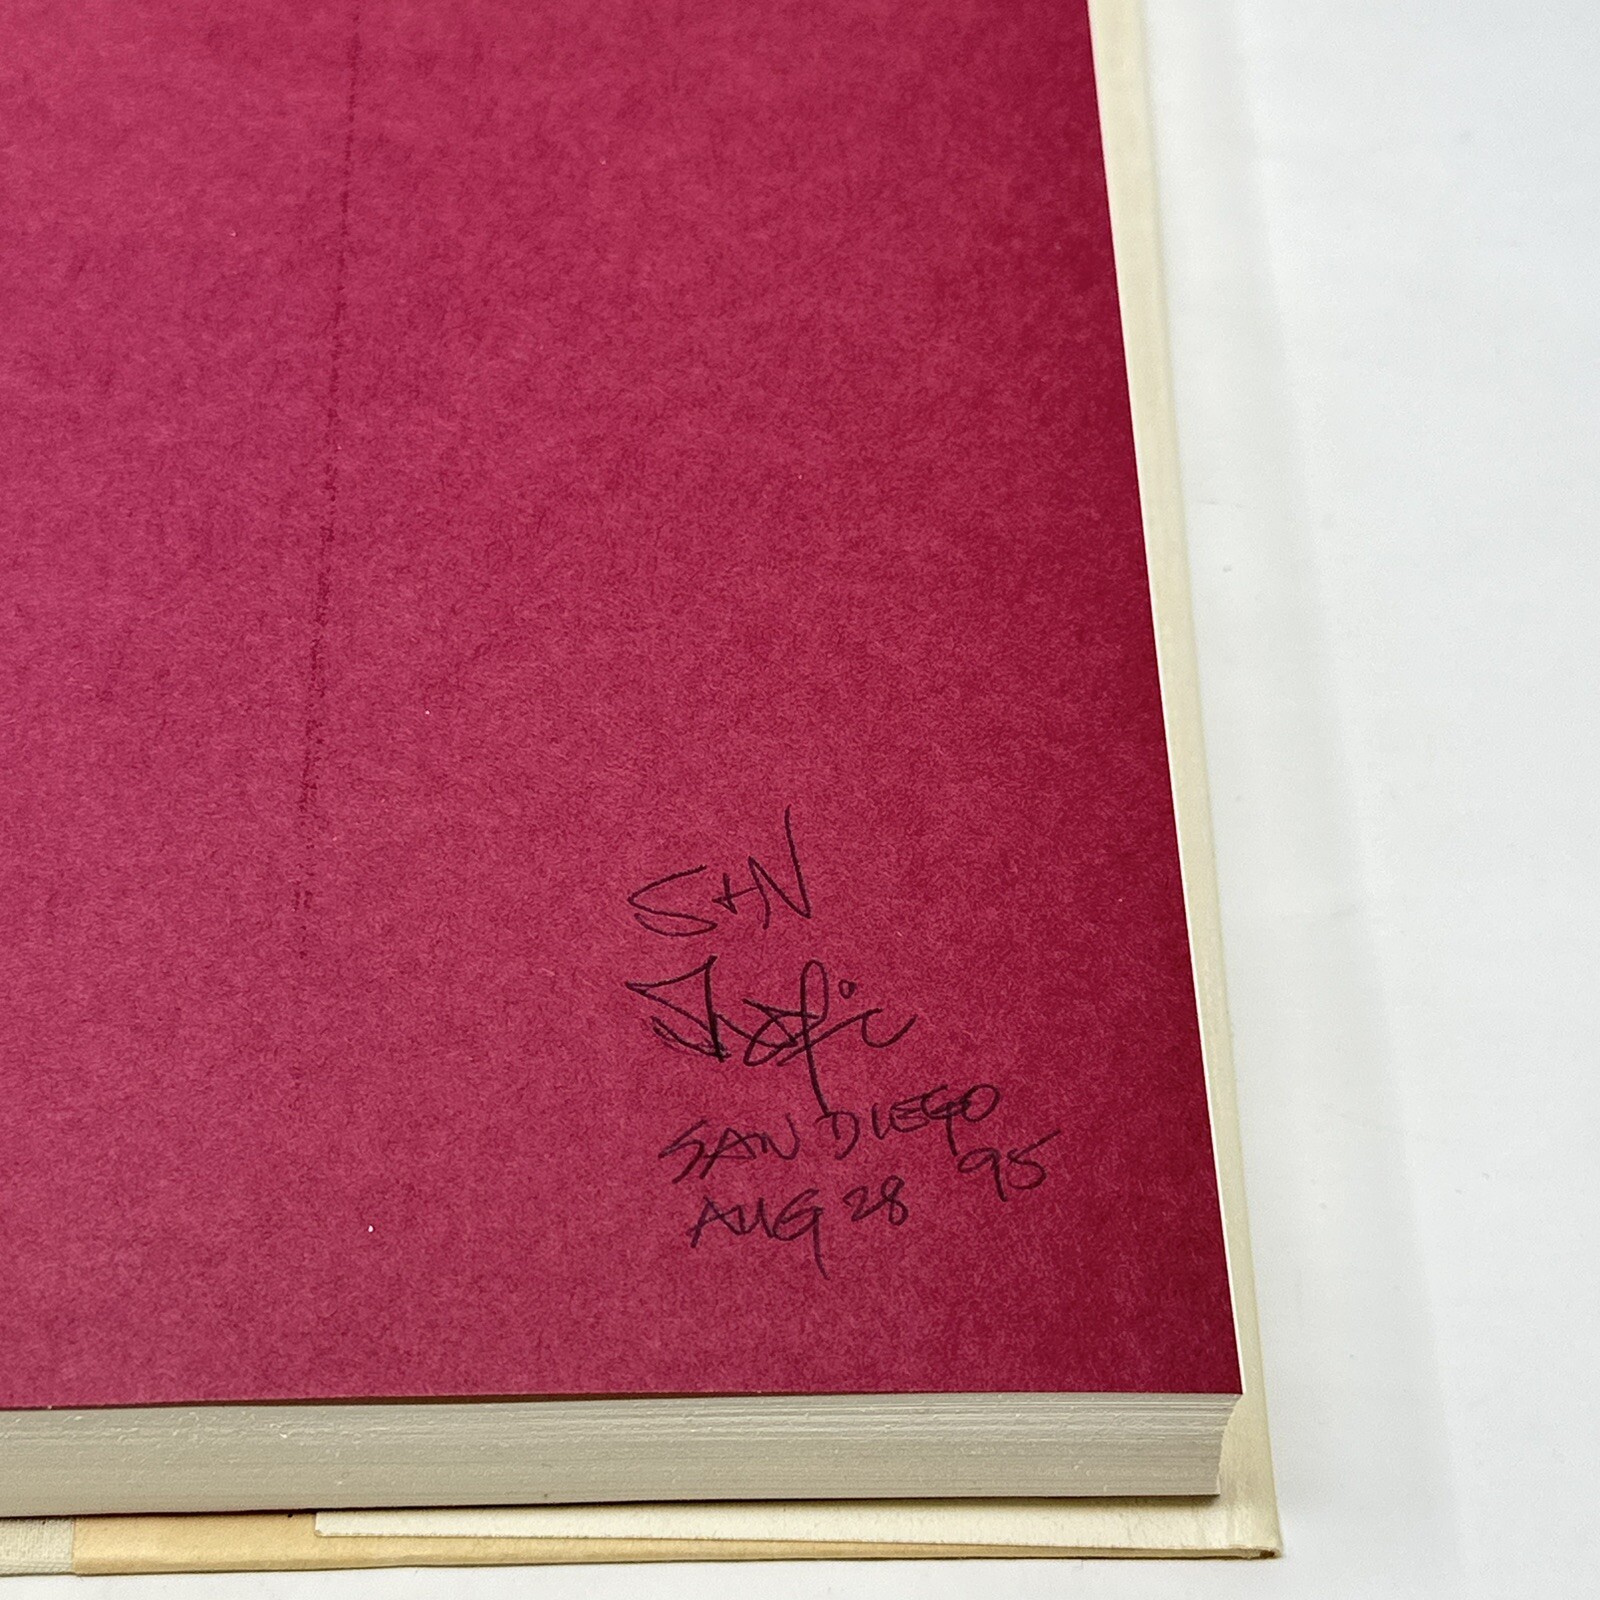 S+N
SAN DIEGO
AUG 28 95